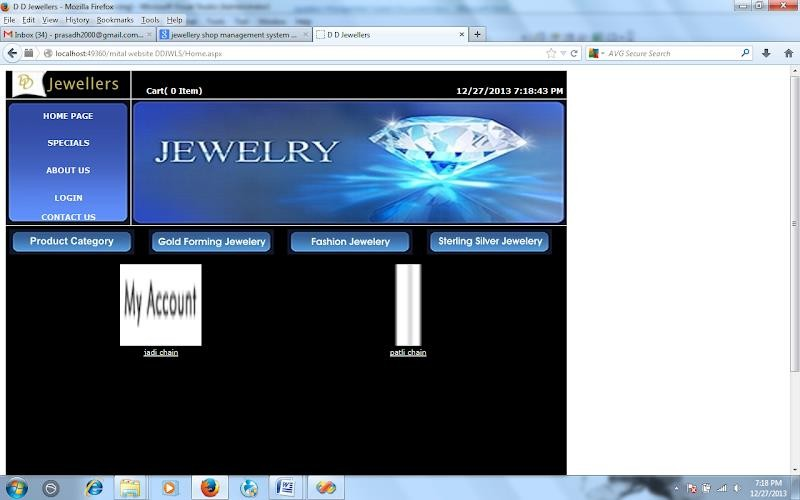 D D Jewellers - Mozilla Firefox
File Edit View History Bookmarks Tools Help
Inbox (34) - prasadh2000@gmail.com...
jewellery shop management system ...
D D Jewellers
localhost:49360/mital website DDJWLS/Home.aspx
AVG Secure Search
DD Jewellers
Cart( 0 Item)
12/27/2013 7:18:43 PM
HOME PAGE
SPECIALS
ABOUT US
LOGIN
CONTACT US
JEWELRY
Product Category
Gold Forming Jewelery
Fashion Jewelery
Sterling Silver Jewelery
My Account
jadi chain
patli chain
7:18 PM
12/27/2013